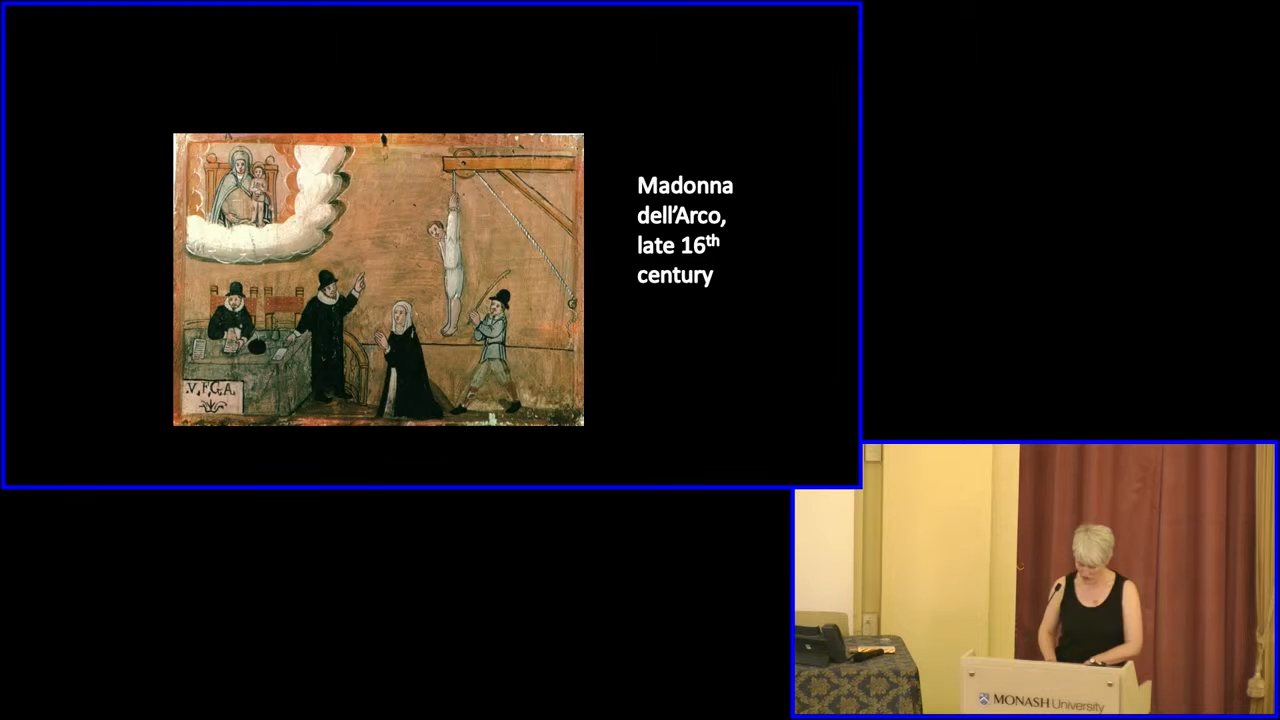 Madonna
dell’Arco,
late 16th
century
V.F.G.A.
MONASH University